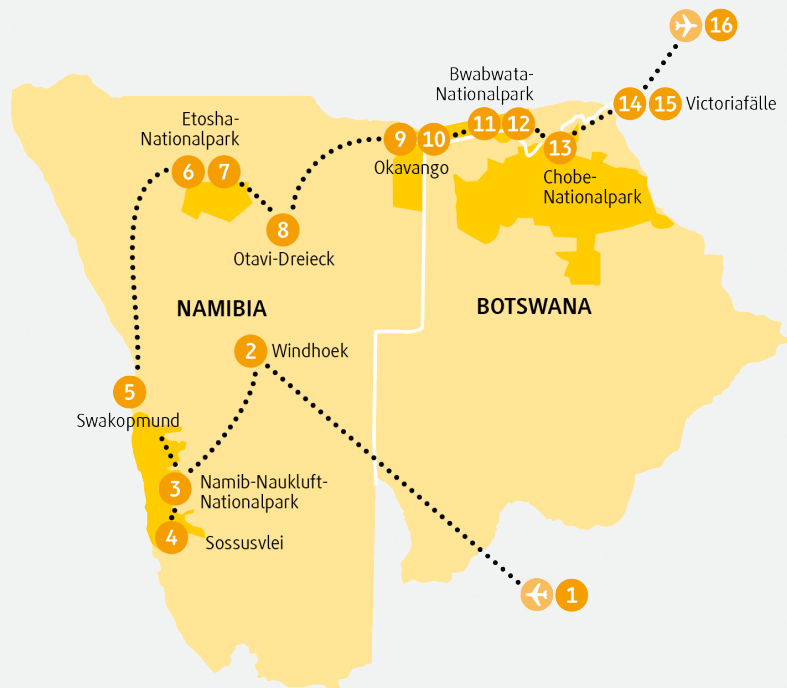 16
Bwabwata-
Nationalpark
14 15 Victoriafälle
Etosha-
Nationalpark
11 12
9 10
13
Okavango
6 7
Chobe-
Nationalpark
8
Otavi-Dreieck
NAMIBIA
BOTSWANA
2 Windhoek
5
Swakopmund
3 Namib-Naukluft-
Nationalpark
4 Sossusvlei
1